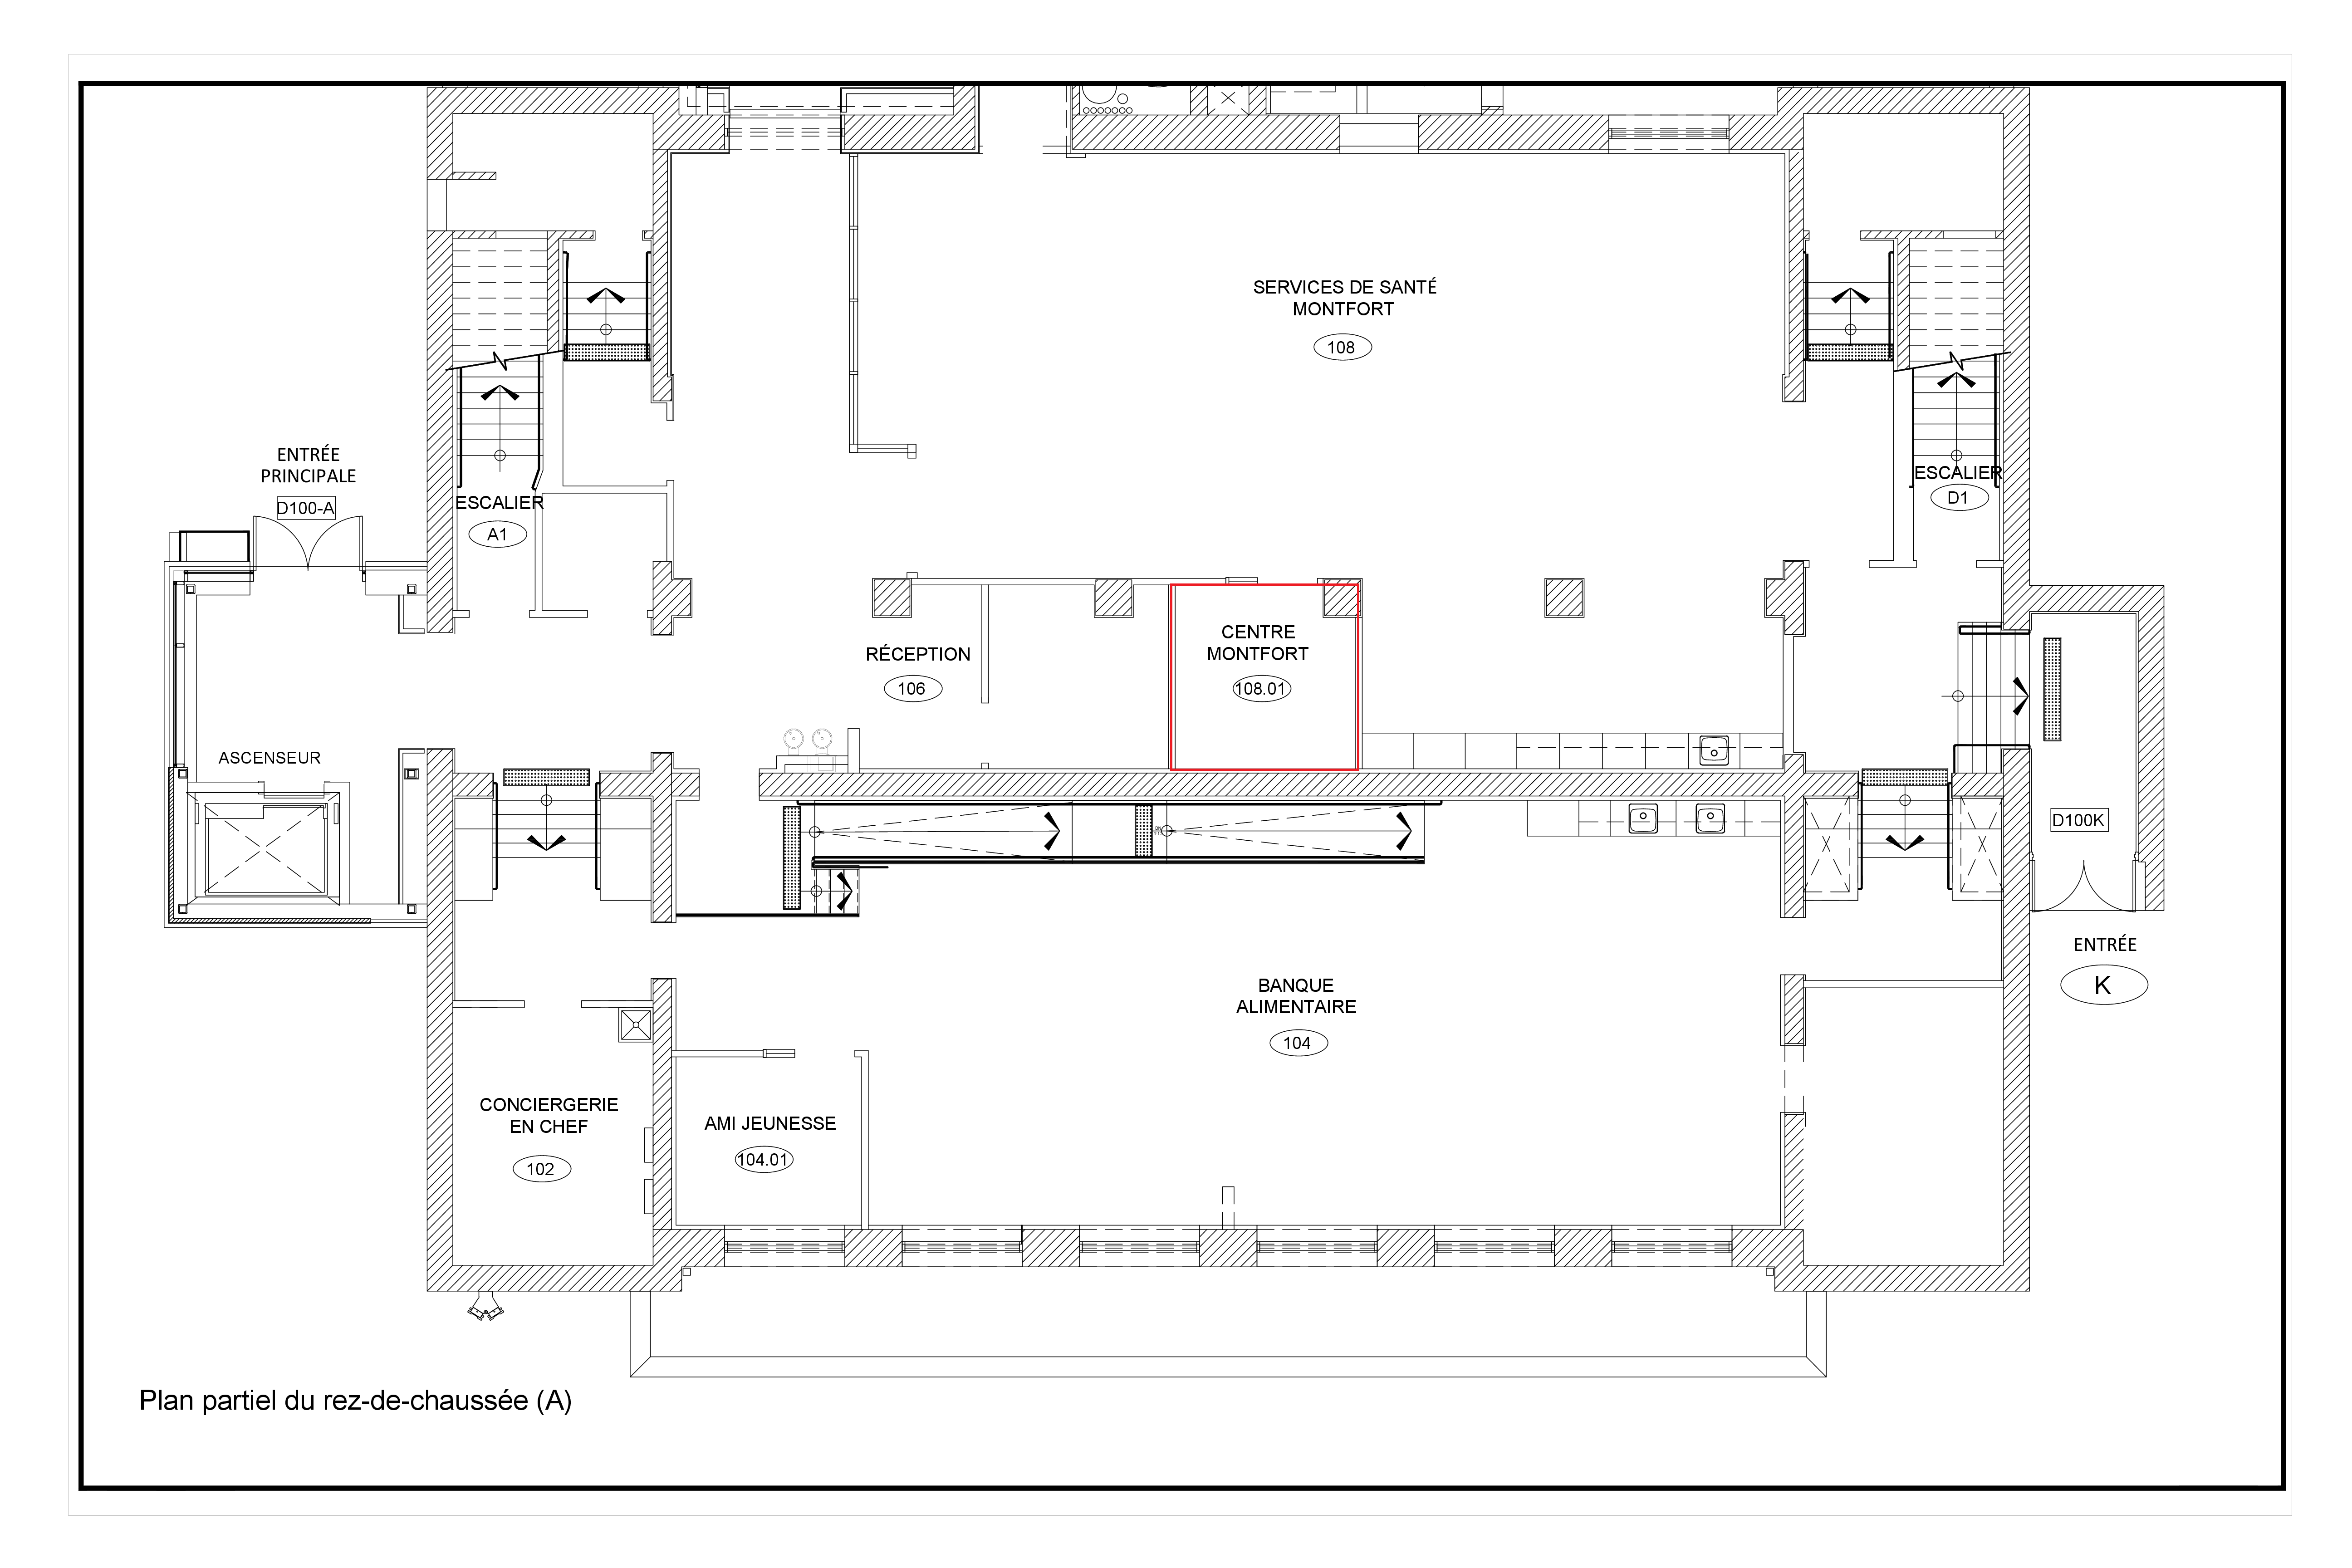 SERVICES DE SANTÉ
MONTFORT
108
ENTRÉE
PRINCIPALE
D100-A
ESCALIER
A1
ESCALIER
D1
RÉCEPTION
106
CENTRE
MONTFORT
108.01
ASCENSEUR
D100K
ENTRÉE
K
BANQUE
ALIMENTAIRE
104
CONCIERGERIE
EN CHEF
102
AMI JEUNESSE
104.01
Plan partiel du rez-de-chaussée (A)